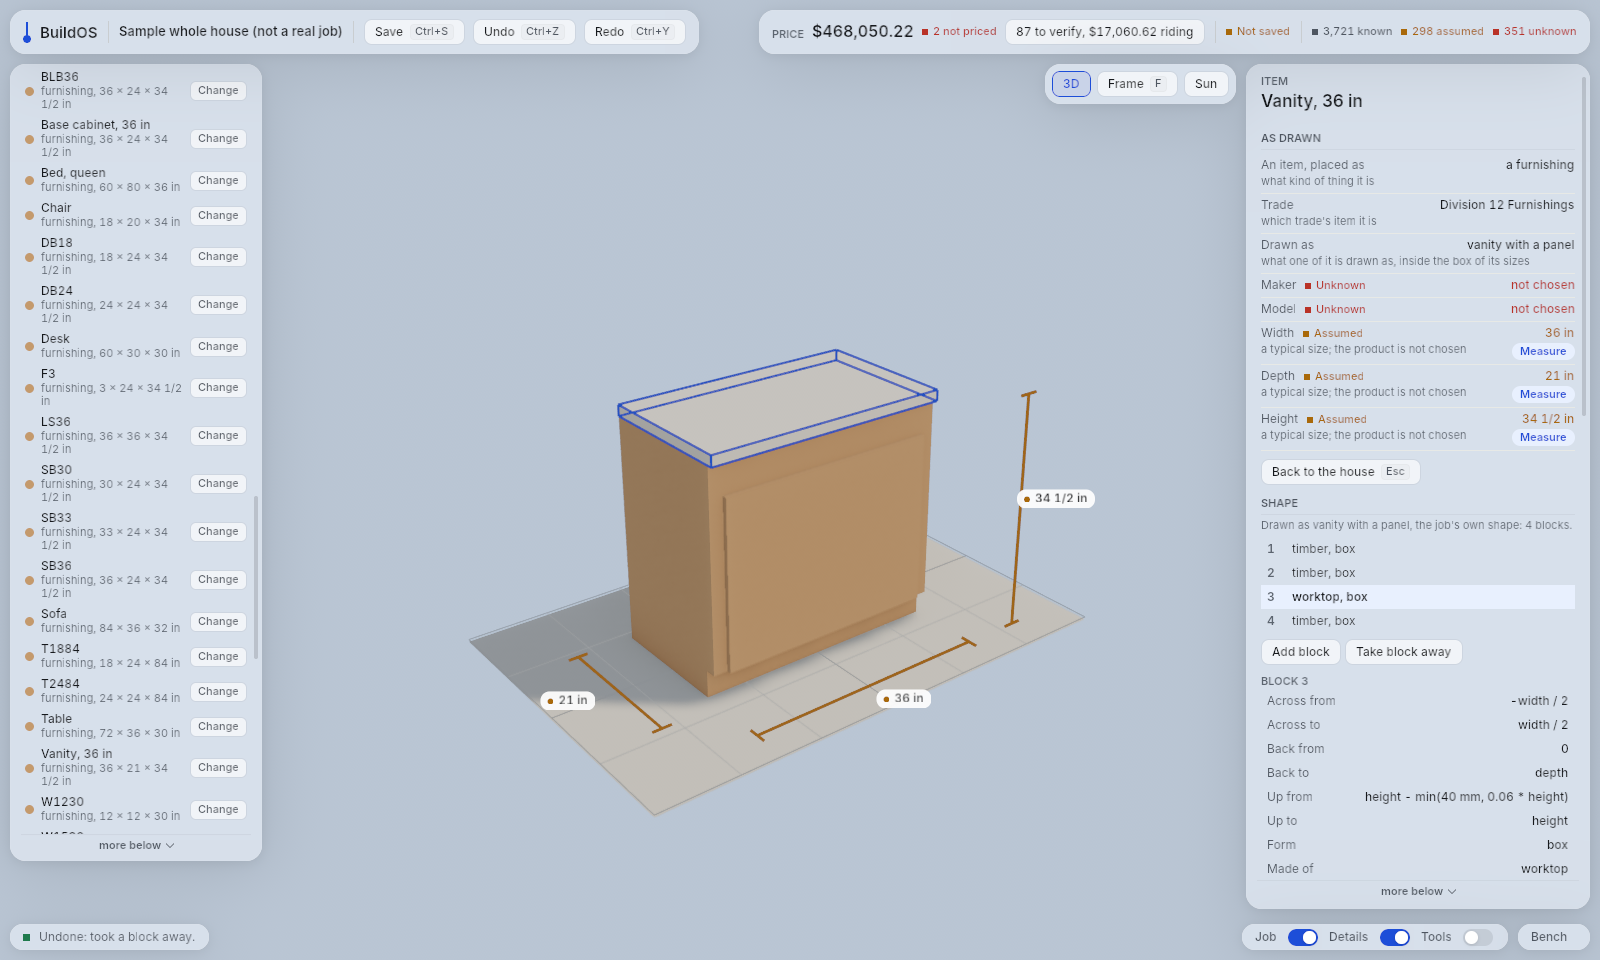 BuildOS
Sample whole house (not a real job)
Save Ctrl+S
Undo Ctrl+Z
Redo Ctrl+Y
PRICE $468,050.22
2 not priced
87 to verify, $17,060.62 riding
Not saved
3,721 known
298 assumed
351 unknown
BLB36
furnishing, 36 × 24 × 34
1/2 in
Change
Base cabinet, 36 in
furnishing, 36 × 24 × 34
1/2 in
Change
Bed, queen
furnishing, 60 × 80 × 36 in
Change
Chair
furnishing, 18 × 20 × 34 in
Change
DB18
furnishing, 18 × 24 × 34
1/2 in
Change
DB24
furnishing, 24 × 24 × 34
1/2 in
Change
Desk
furnishing, 60 × 30 × 30 in
Change
F3
furnishing, 3 × 24 × 34 1/2
in
Change
LS36
furnishing, 36 × 36 × 34
1/2 in
Change
SB30
furnishing, 30 × 24 × 34
1/2 in
Change
SB33
furnishing, 33 × 24 × 34
1/2 in
Change
SB36
furnishing, 36 × 24 × 34
1/2 in
Change
Sofa
furnishing, 84 × 36 × 32 in
Change
T1884
furnishing, 18 × 24 × 84 in
Change
T2484
furnishing, 24 × 24 × 84 in
Change
Table
furnishing, 72 × 36 × 30 in
Change
Vanity, 36 in
furnishing, 36 × 21 × 34
1/2 in
Change
W1230
furnishing, 12 × 12 × 30 in
Change
more below
Undone: took a block away.
3D
Frame F
Sun
34 1/2 in
21 in
36 in
ITEM
Vanity, 36 in
AS DRAWN
An item, placed as a furnishing
what kind of thing it is
Trade Division 12 Furnishings
which trade's item it is
Drawn as vanity with a panel
what one of it is drawn as, inside the box of its sizes
Maker Unknown not chosen
Model Unknown not chosen
Width Assumed 36 in
a typical size; the product is not chosen Measure
Depth Assumed 21 in
a typical size; the product is not chosen Measure
Height Assumed 34 1/2 in
a typical size; the product is not chosen Measure
Back to the house Esc
SHAPE
Drawn as vanity with a panel, the job's own shape: 4 blocks.
1 timber, box
2 timber, box
3 worktop, box
4 timber, box
Add block Take block away
BLOCK 3
Across from -width / 2
Across to width / 2
Back from 0
Back to depth
Up from height - min(40 mm, 0.06 * height)
Up to height
Form box
Made of worktop
more below
Job Details Tools Bench